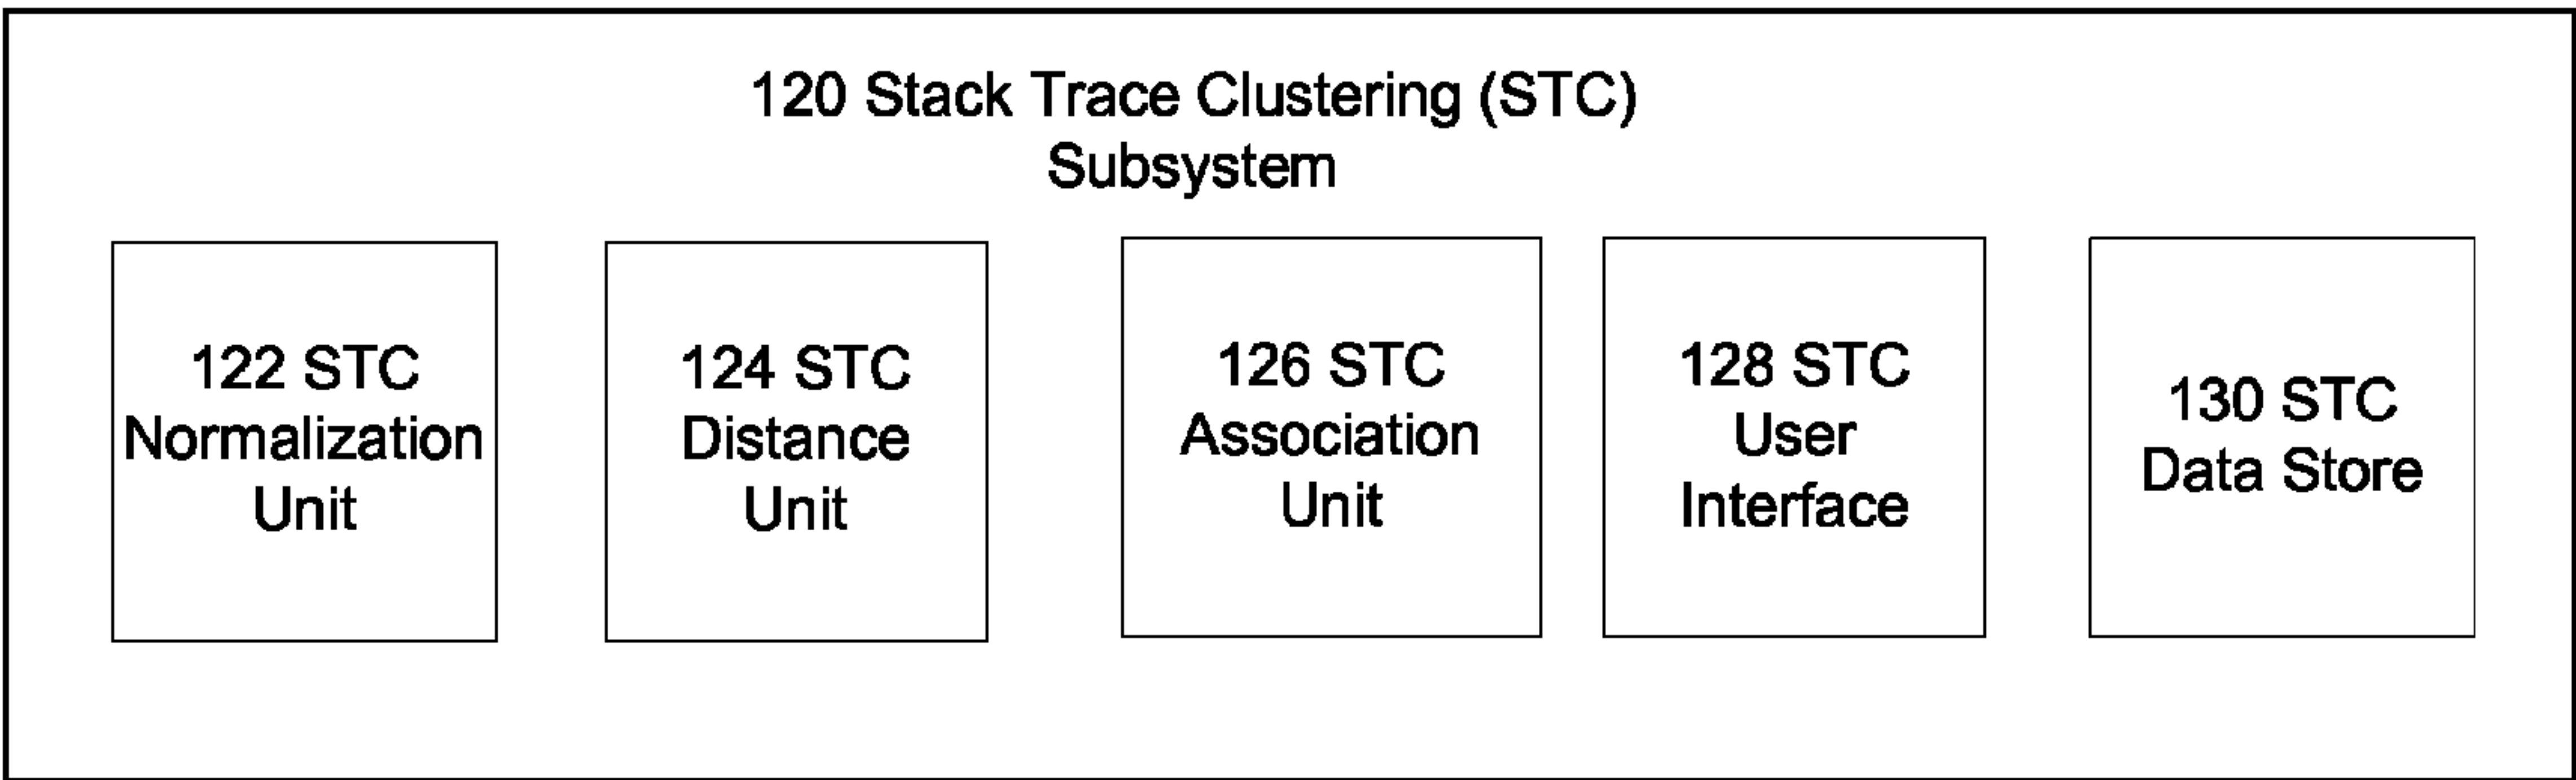 120 Stack Trace Clustering (STC)
Subsystem
122 STC
Normalization
Unit
124 STC
Distance
Unit
126 STC
Association
Unit
128 STC
User
Interface
130 STC
Data Store